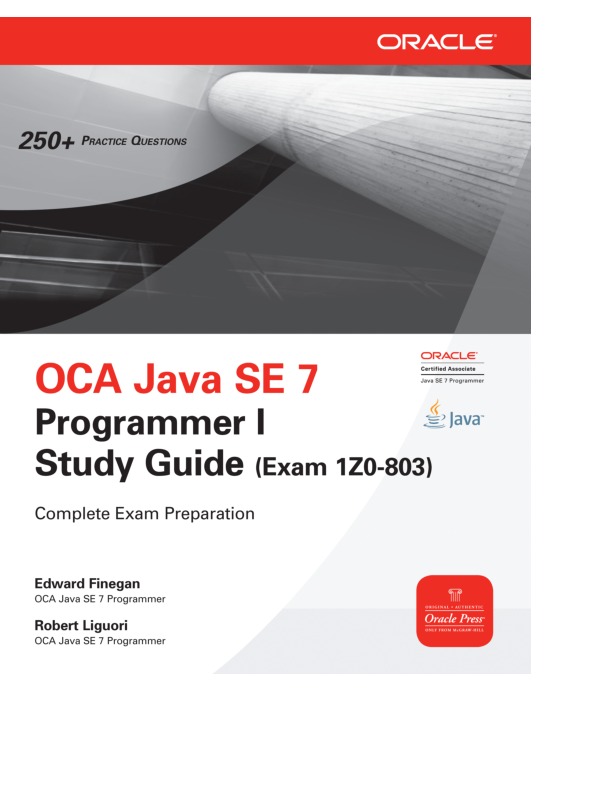 ORACLE®
250+ PRACTICE QUESTIONS
OCA Java SE 7
Programmer I
Study Guide (Exam 1Z0-803)
ORACLE®
Certified Associate
Java SE 7 Programmer
Java™
Complete Exam Preparation
Edward Finegan
OCA Java SE 7 Programmer
Robert Liguori
OCA Java SE 7 Programmer
ORIGINAL • AUTHENTIC
Oracle Press™
ONLY FROM McGRAW-HILL